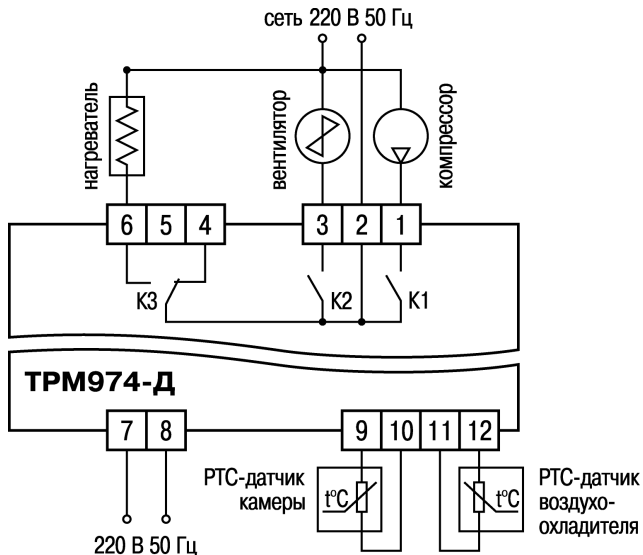 сеть 220 В 50 Гц
нагреватель
вентилятор
компрессор
6 5 4 3 2 1
К3 К2 К1
ТРМ974-Д
7 8 9 10 11 12
РТС-датчик
камеры
t°C
t°C
РТС-датчик
воздухо-
охладителя
220 В 50 Гц